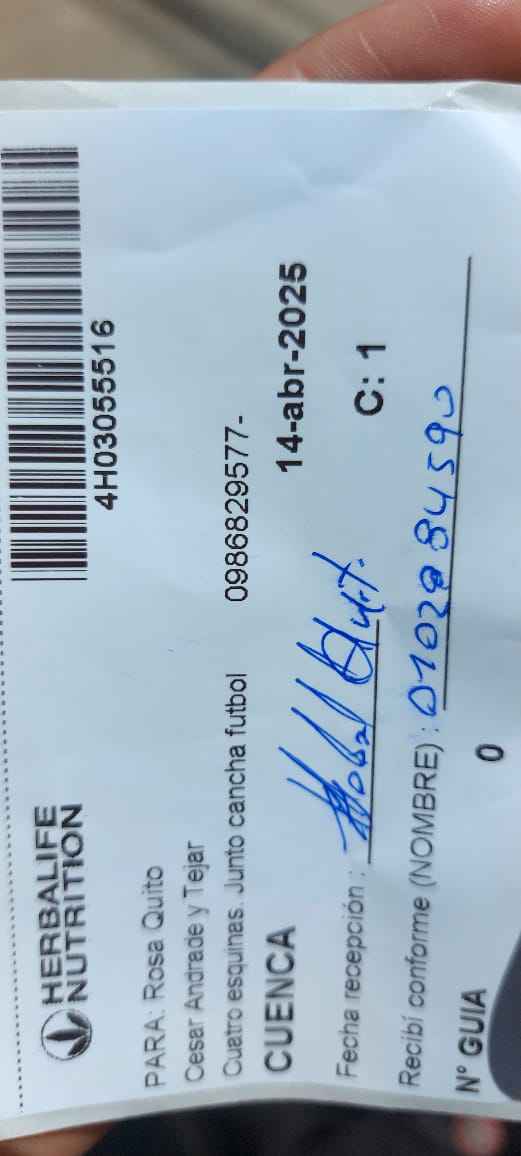 HERBALIFE
NUTRITION
4H03055516
PARA: Rosa Quito
Cesar Andrade y Tejar
Cuatro esquinas. Junto cancha futbol 0986829577-
CUENCA 14-abr-2025
Fecha recepción :
C: 1
Recibí conforme (NOMBRE) :
N° GUIA 0